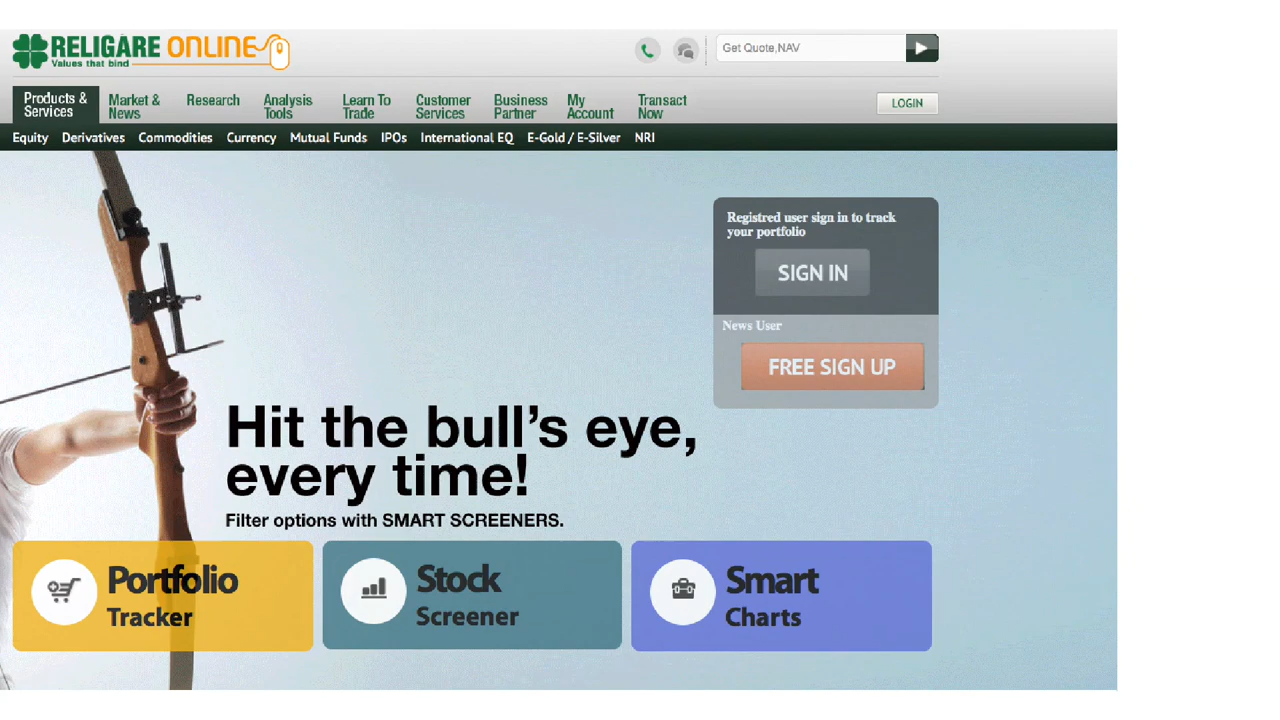 RELIGARE ONLINE
Values that bind
Get Quote,NAV
Products & Services
Market & News
Research
Analysis Tools
Learn To Trade
Customer Services
Business Partner
My Account
Transact Now
LOGIN
Equity Derivatives Commodities Currency Mutual Funds IPOs International EQ E-Gold / E-Silver NRI
Registred user sign in to track
your portfolio
SIGN IN
News User
FREE SIGN UP
Hit the bull's eye,
every time!
Filter options with SMART SCREENERS.
Portfolio
Tracker
Stock
Screener
Smart
Charts